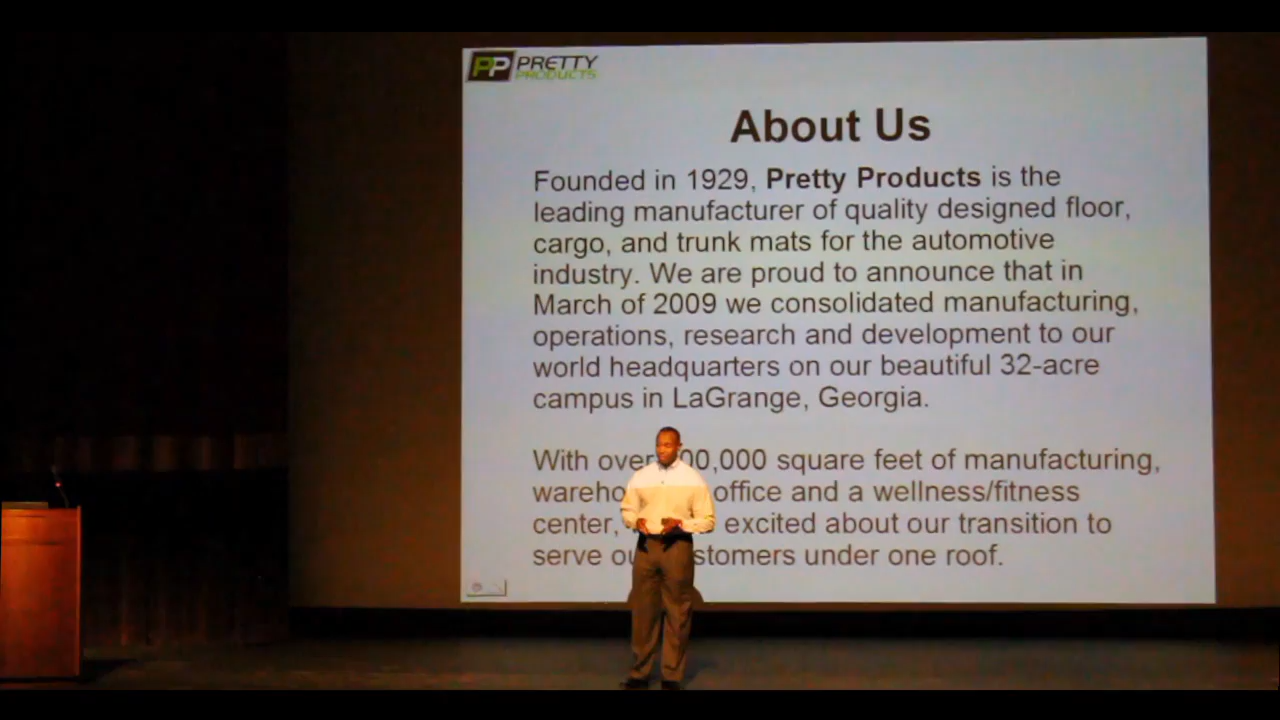 PP PRETTY
PRODUCTS
About Us
Founded in 1929, Pretty Products is the
leading manufacturer of quality designed floor,
cargo, and trunk mats for the automotive
industry. We are proud to announce that in
March of 2009 we consolidated manufacturing,
operations, research and development to our
world headquarters on our beautiful 32-acre
campus in LaGrange, Georgia.
With over 00,000 square feet of manufacturing,
wareho office and a wellness/fitness
center, excited about our transition to
serve ou stomers under one roof.